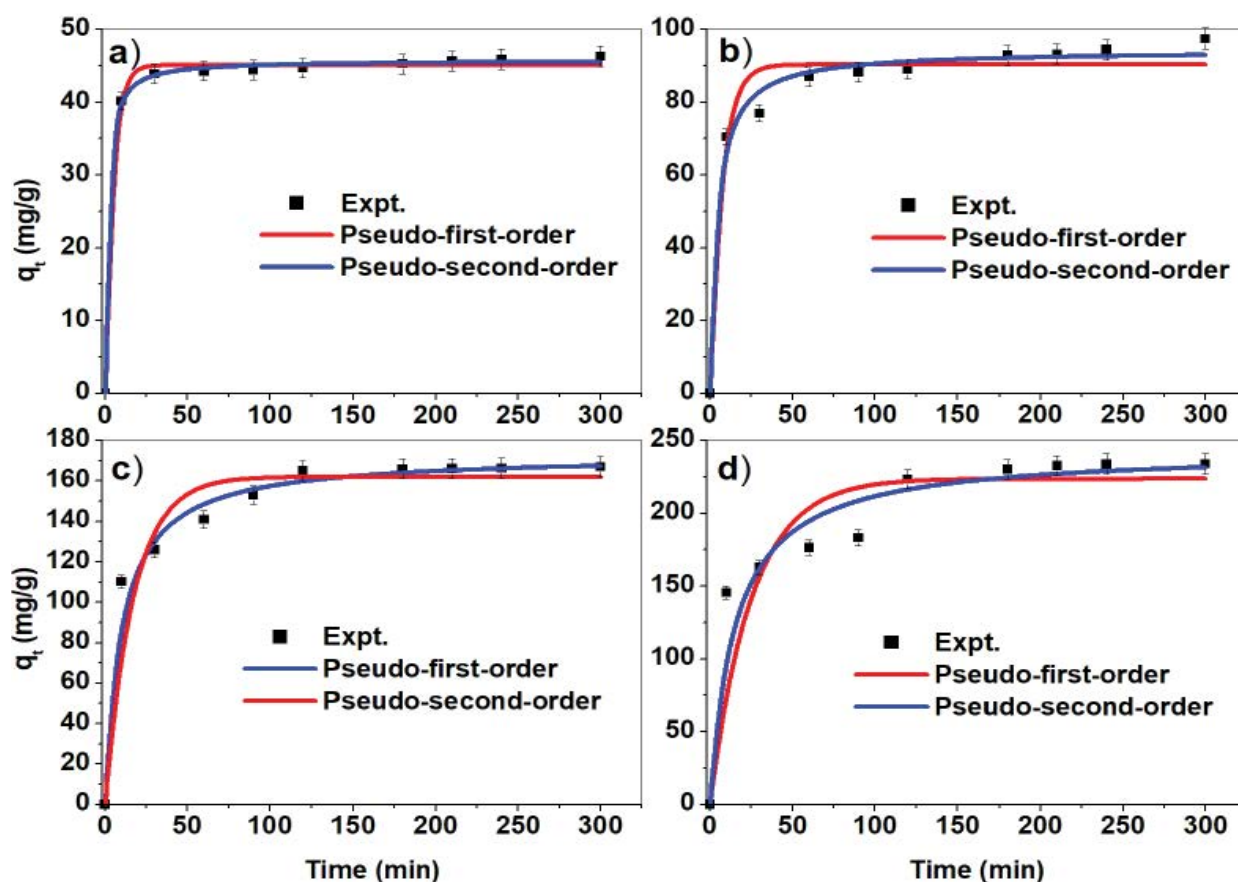 a)
50
40
30
20
10
0
q_t (mg/g)
Expt.
Pseudo-first-order
Pseudo-second-order
0 50 100 150 200 250 300
b)
100
80
60
40
20
0
Expt.
Pseudo-first-order
Pseudo-second-order
0 50 100 150 200 250 300
c)
180
160
140
120
100
80
60
40
20
0
q_t (mg/g)
Expt.
Pseudo-first-order
Pseudo-second-order
0 50 100 150 200 250 300
Time (min)
d)
250
200
150
100
50
0
Expt.
Pseudo-first-order
Pseudo-second-order
0 50 100 150 200 250 300
Time (min)